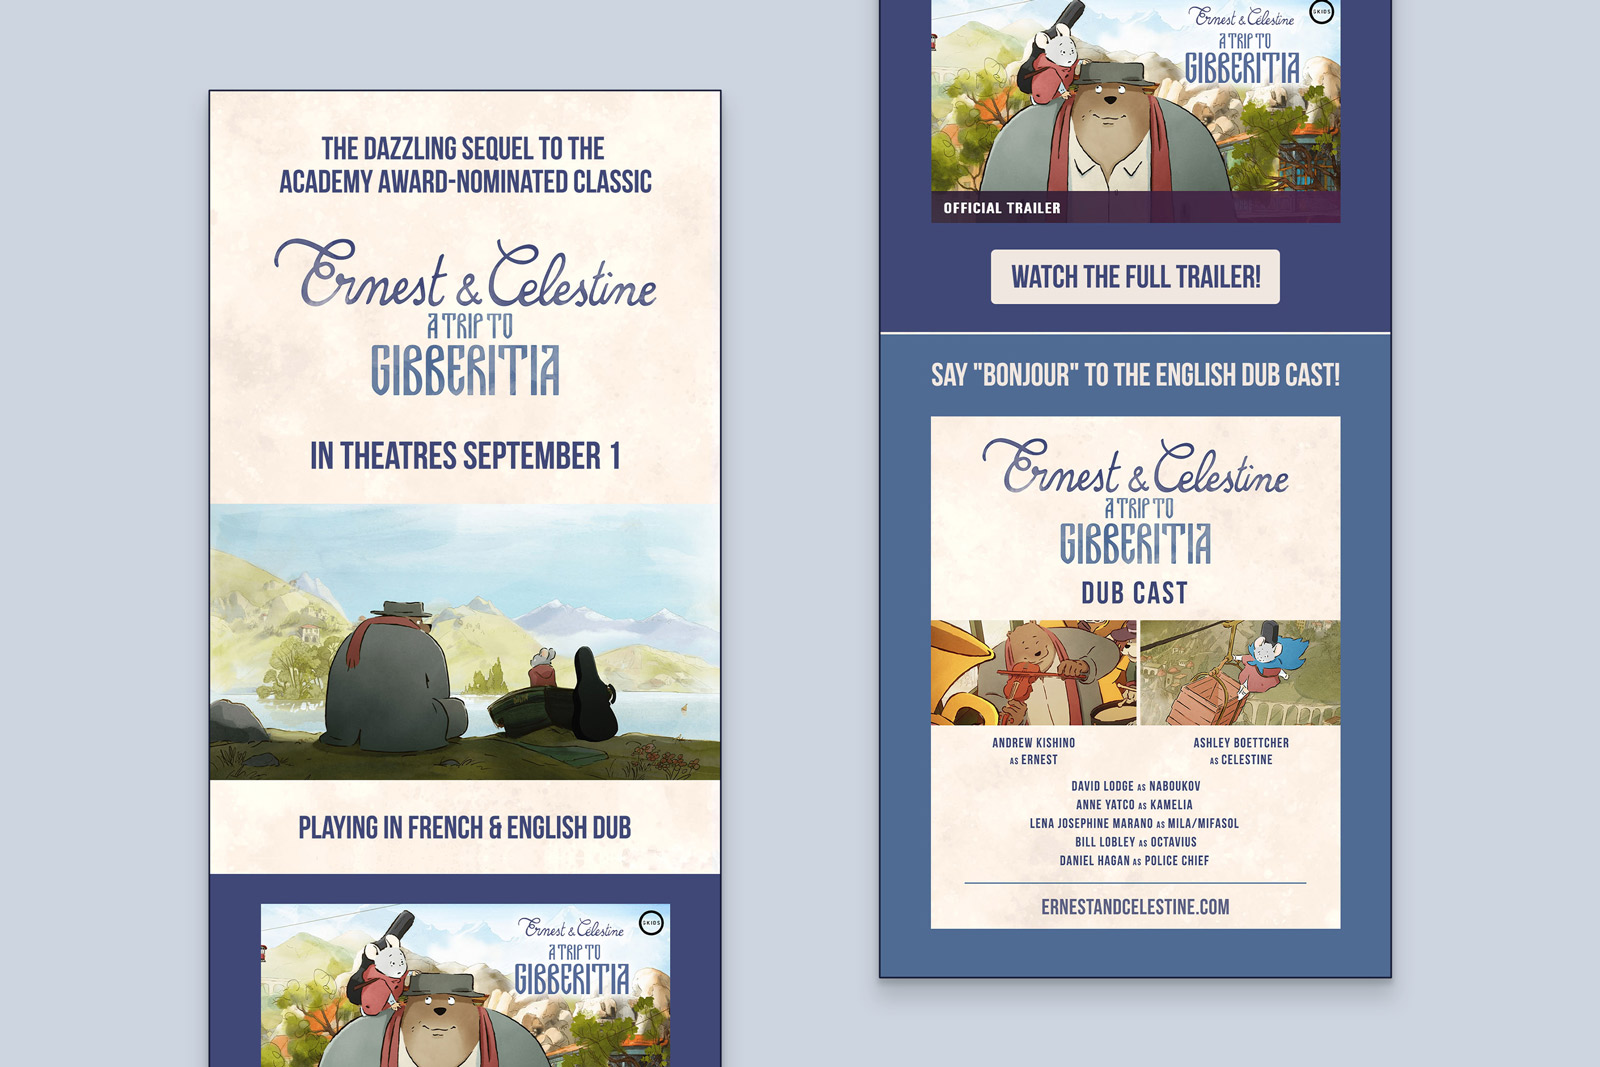 THE DAZZLING SEQUEL TO THE
ACADEMY AWARD-NOMINATED CLASSIC
Ernest & Celestine
A TRIP TO
GIBBERITIA
IN THEATRES SEPTEMBER 1
PLAYING IN FRENCH & ENGLISH DUB
Ernest & Celestine
A TRIP TO
GIBBERITIA
GKIDS
Ernest & Celestine
A TRIP TO
GIBBERITIA
GKIDS
OFFICIAL TRAILER
WATCH THE FULL TRAILER!
SAY "BONJOUR" TO THE ENGLISH DUB CAST!
Ernest & Celestine
A TRIP TO
GIBBERITIA
DUB CAST
ANDREW KISHINO
AS ERNEST
ASHLEY BOETTCHER
AS CELESTINE
DAVID LODGE AS NABOUKOV
ANNE YATCO AS KAMELIA
LENA JOSEPHINE MARANO AS MILA/MIFASOL
BILL LOBLEY AS OCTAVIUS
DANIEL HAGAN AS POLICE CHIEF
ERNESTANDCELESTINE.COM